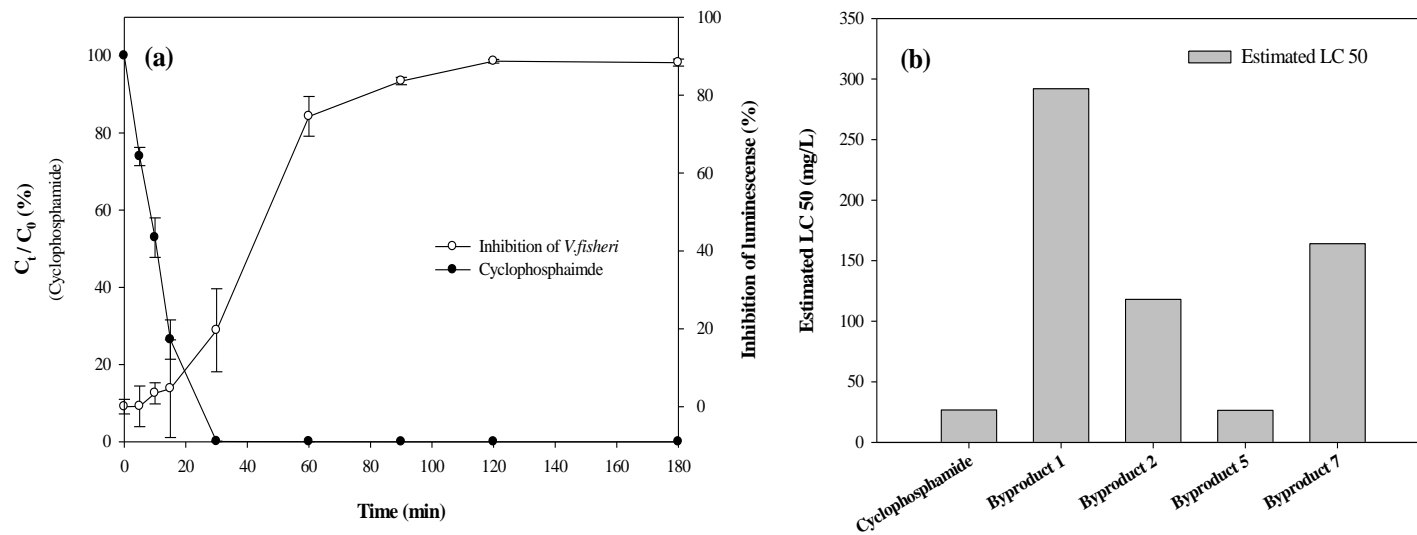 (a)
100
80
60
40
20
0
C_t / C_0 (%)
(Cyclophosphamide)
100
80
60
40
20
0
Inhibition of luminescense (%)
Inhibition of V.fisheri
Cyclophosphaimde
0 20 40 60 80 100 120 140 160 180
Time (min)
(b)
Estimated LC 50
350
300
250
200
150
100
50
0
Estimated LC 50 (mg/L)
Cyclophosphamide
Byproduct 1
Byproduct 2
Byproduct 5
Byproduct 7